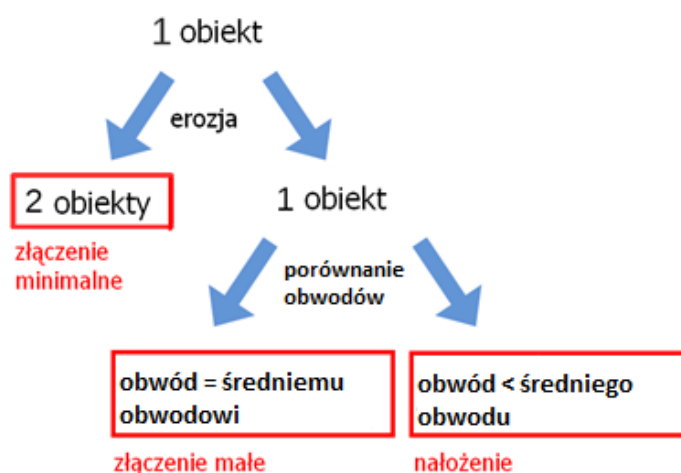 1 obiekt
erozja
2 obiekty
1 obiekt
złączenie
minimalne
porównanie
obwodów
obwód = średniemu
obwodowi
obwód < średniego
obwodu
złączenie małe
nałożenie